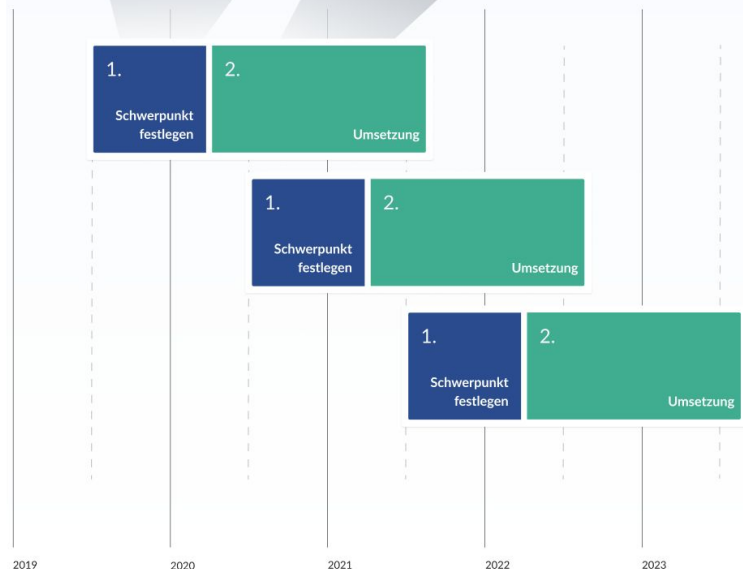 1.
Schwerpunkt
festlegen
2.
Umsetzung
1.
Schwerpunkt
festlegen
2.
Umsetzung
1.
Schwerpunkt
festlegen
2.
Umsetzung
2019
2020
2021
2022
2023